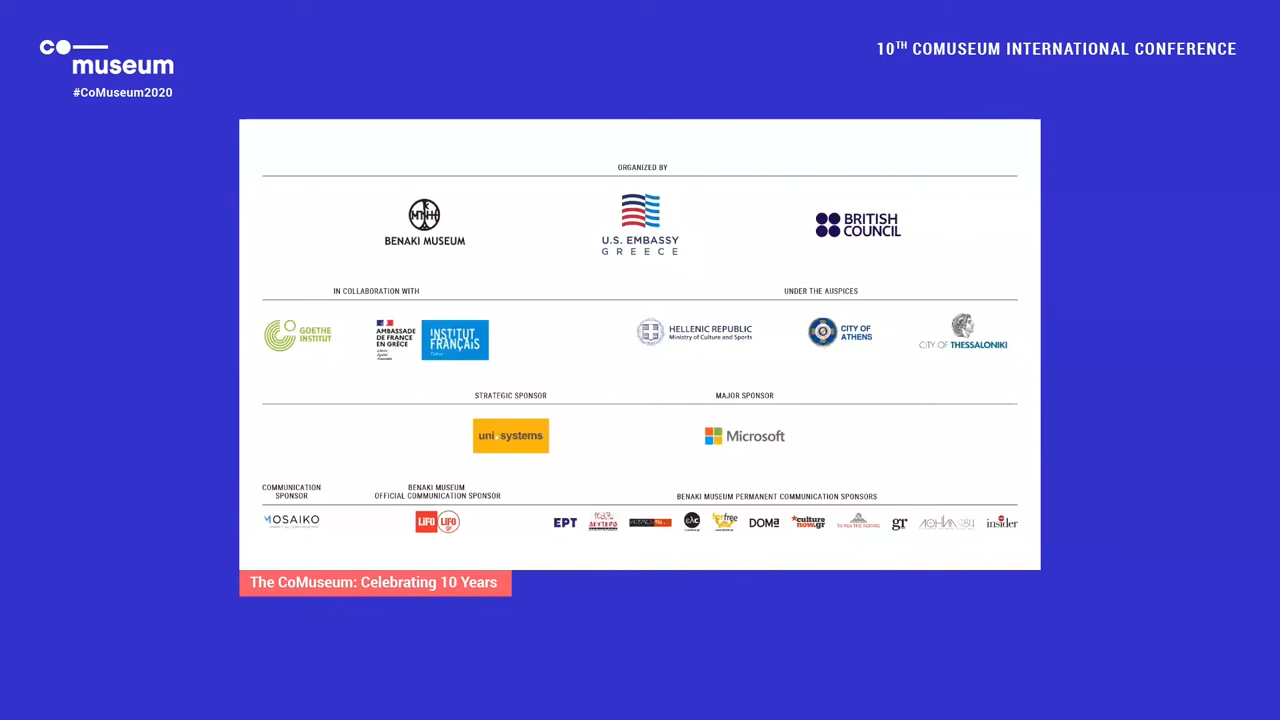 co
museum
#CoMuseum2020
10TH COMUSEUM INTERNATIONAL CONFERENCE
ORGANIZED BY
BENAKI MUSEUM
U.S. EMBASSY
GREECE
BRITISH
COUNCIL
IN COLLABORATION WITH
UNDER THE AUSPICES
GOETHE
INSTITUT
AMBASSADE
DE FRANCE
EN GRÈCE
INSTITUT
FRANÇAIS
HELLENIC REPUBLIC
Ministry of Culture and Sports
CITY OF
ATHENS
CITY OF THESSALONIKI
STRATEGIC SPONSOR
MAJOR SPONSOR
uni.systems
Microsoft
COMMUNICATION
SPONSOR
BENAKI MUSEUM
OFFICIAL COMMUNICATION SPONSOR
BENAKI MUSEUM PERMANENT COMMUNICATION SPONSORS
MOSAIKO
LiFO
LiFO
ΕΡΤ
forfree
DOMα
culture
now.gr
gr
ΑΘΗΝΑ 984
insider
The CoMuseum: Celebrating 10 Years